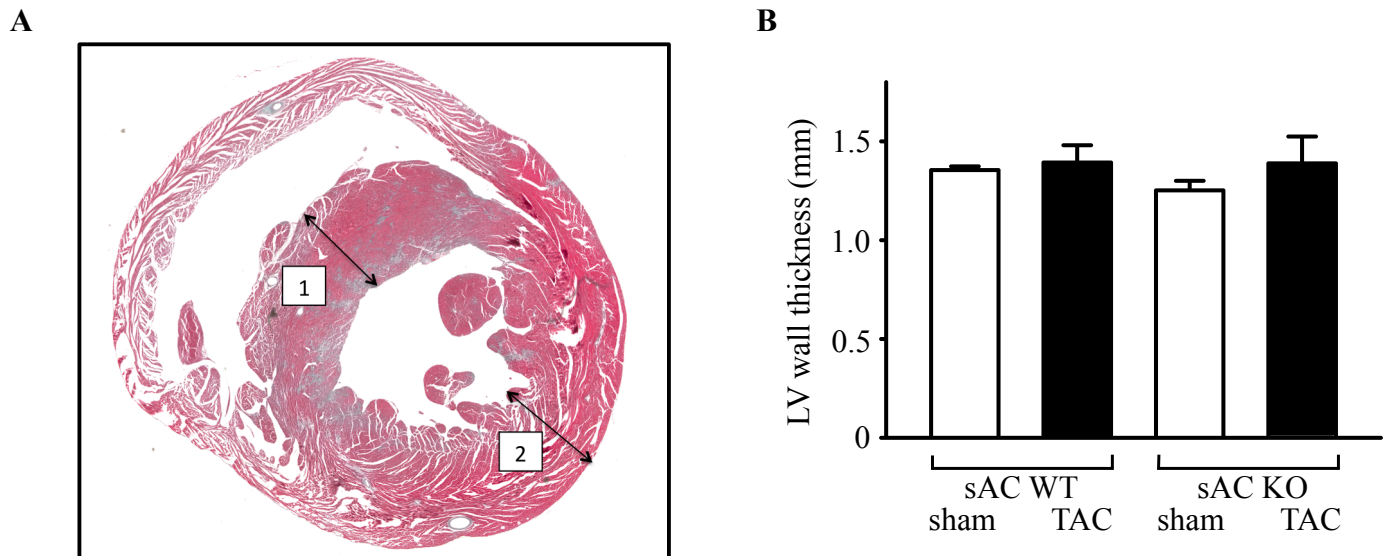 A
B
1
2
LV wall thickness (mm)
1.5
1.0
0.5
0
sAC WT
sAC KO
sham
TAC
sham
TAC